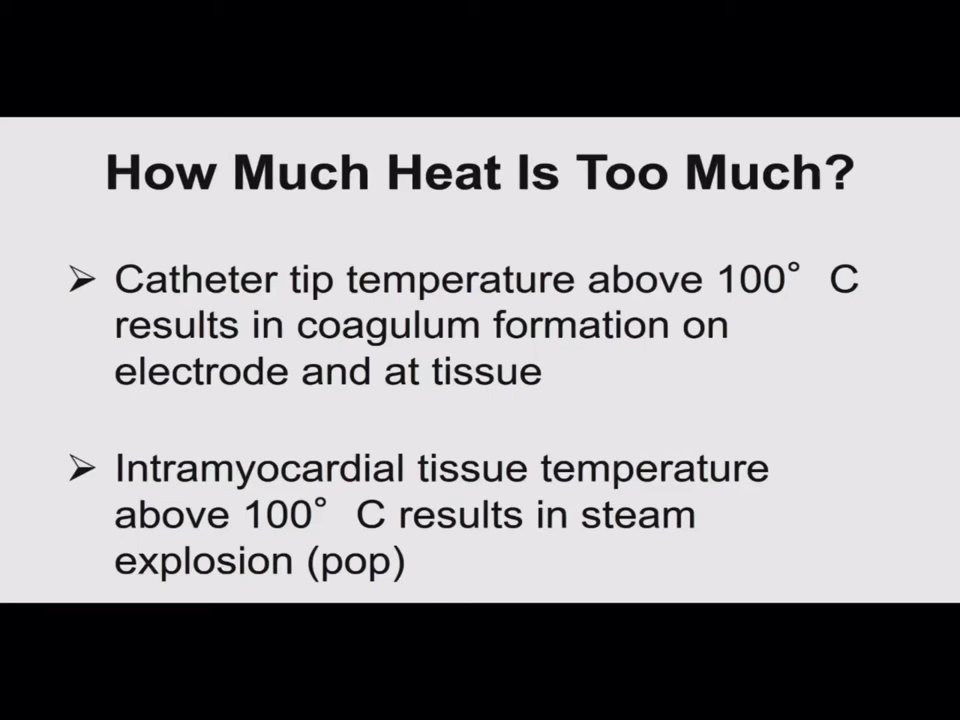 How Much Heat Is Too Much?
➢ Catheter tip temperature above 100° C
results in coagulum formation on
electrode and at tissue
➢ Intramyocardial tissue temperature
above 100° C results in steam
explosion (pop)